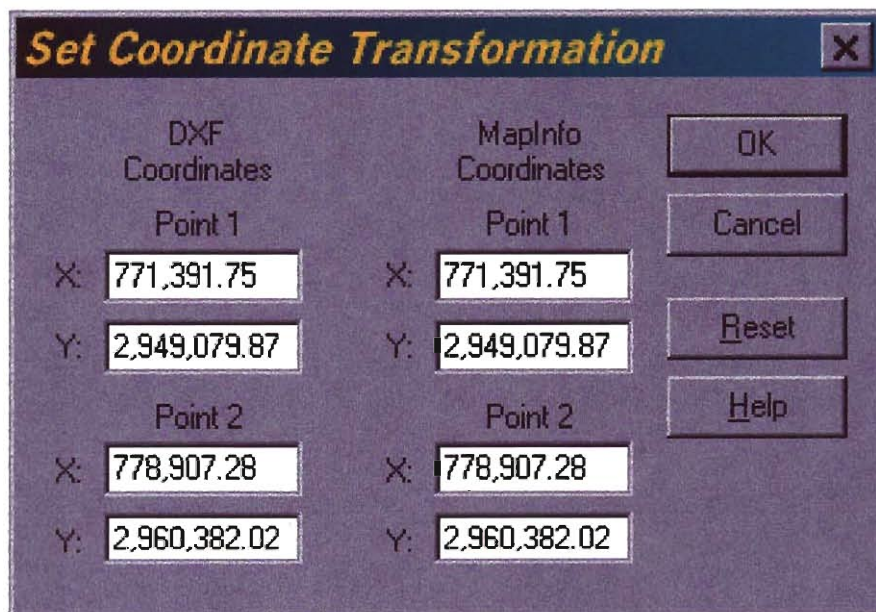 Set Coordinate Transformation
DXF
Coordinates
MapInfo
Coordinates
OK
Point 1
Point 1
Cancel
X: 771,391.75
X: 771,391.75
Y: 2,949,079.87
Y: 2,949,079.87
Reset
Point 2
Point 2
Help
X: 778,907.28
X: 778,907.28
Y: 2,960,382.02
Y: 2,960,382.02